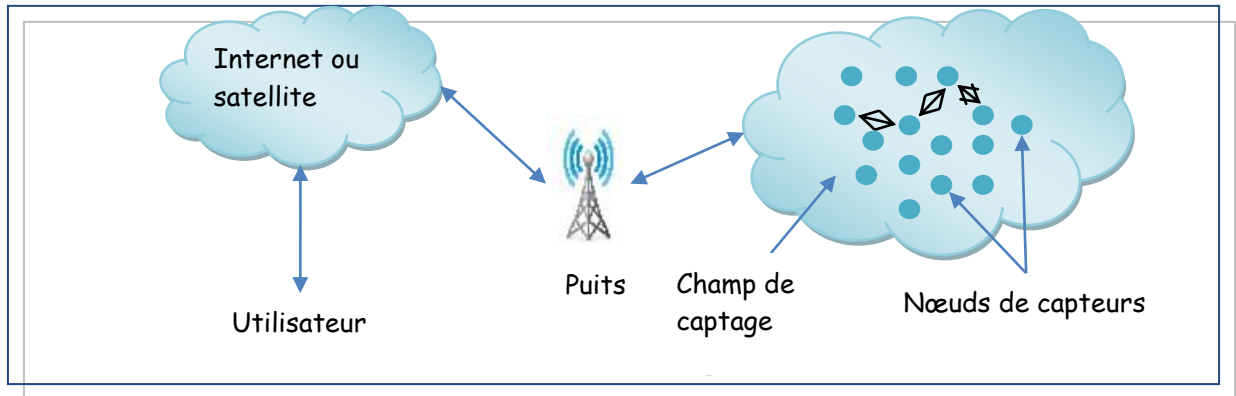 Internet ou
satellite
Puits
Champ de
captage
Nœuds de capteurs
Utilisateur